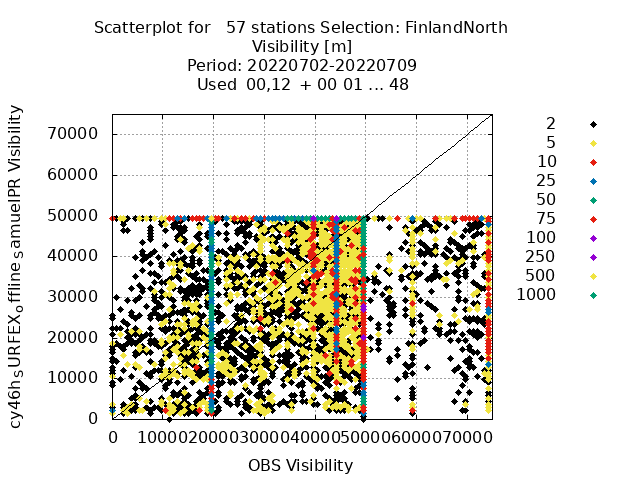 Scatterplot for 57 stations Selection: FinlandNorth
Visibility [m]
Period: 20220702-20220709
Used 00,12 + 00 01 ... 48
cy46h_SURFEX_offline_samuelPR Visibility
70000
60000
50000
40000
30000
20000
10000
0
0 10000 20000 30000 40000 50000 60000 70000
OBS Visibility
2
5
10
25
50
75
100
250
500
1000